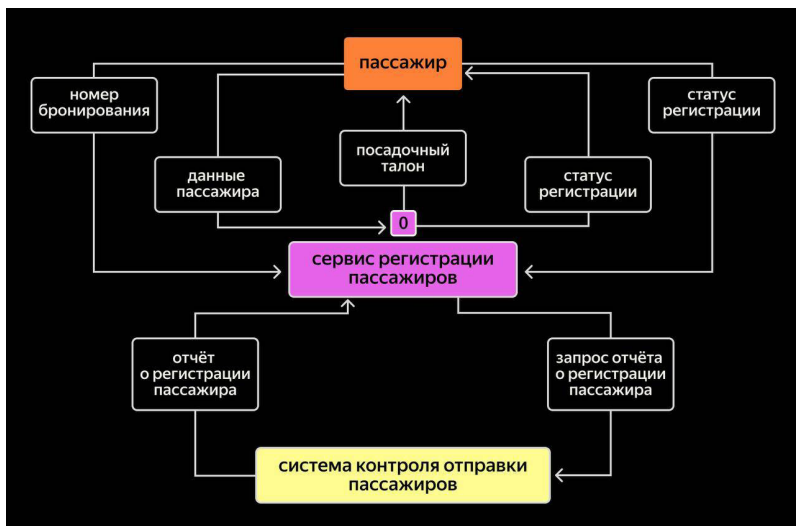 пассажир
номер
бронирования
статус
регистрации
посадочный
талон
данные
пассажира
статус
регистрации
0
сервис регистрации
пассажиров
отчёт
о регистрации
пассажира
запрос отчёта
о регистрации
пассажира
система контроля отправки
пассажиров